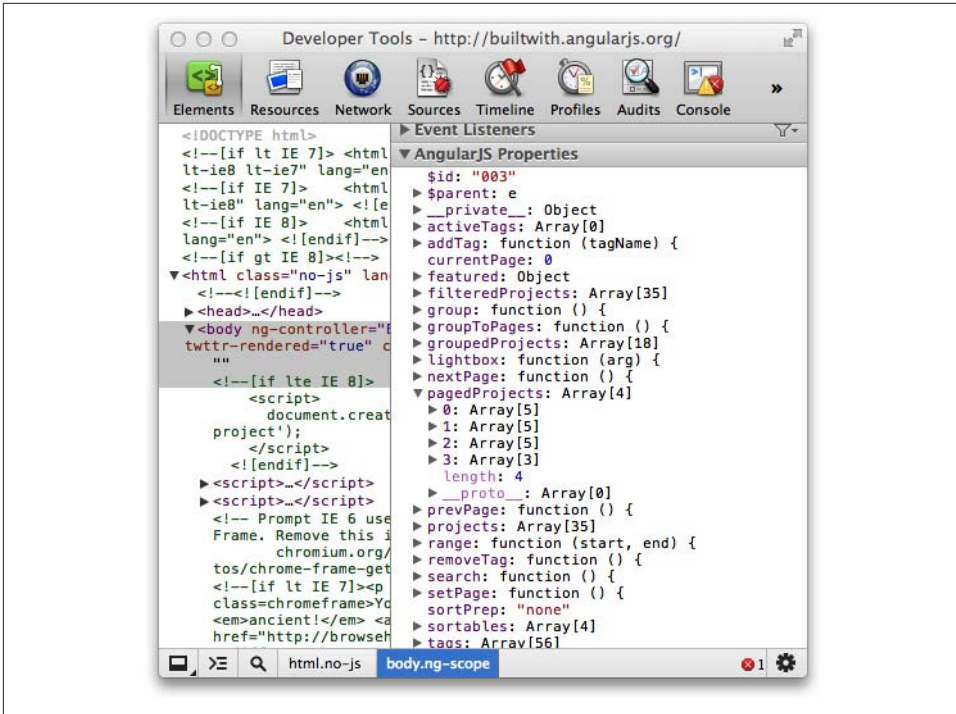 Developer Tools - http://builtwith.angularjs.org/
Elements Resources Network Sources Timeline Profiles Audits Console »
<!DOCTYPE html>
<!--[if lt IE 7]> <html
lt-ie8 lt-ie7" lang="en
<!--[if IE 7]> <html
lt-ie8" lang="en"> <![e
<!--[if IE 8]> <html
lang="en"> <![endif]-->
<!--[if gt IE 8]><!-->
▼<html class="no-js" lan
<!--<![endif]-->
▶<head>…</head>
▼<body ng-controller="
twttr-rendered="true" c
""
<!--[if lte IE 8]>
<script>
document.creat
project');
</script>
<![endif]-->
▶<script>…</script>
▶<script>…</script>
<!-- Prompt IE 6 use
Frame. Remove this i
chromium.org/
tos/chrome-frame-get
<!--[if lt IE 7]><p
class=chromeframe>Yo
<em>ancient!</em> <a
href="http://browseh
▶ Event Listeners
▼ AngularJS Properties
$id: "003"
▶ $parent: e
▶ __private__: Object
▶ activeTags: Array[0]
▶ addTag: function (tagName) {
currentPage: 0
▶ featured: Object
▶ filteredProjects: Array[35]
▶ group: function () {
▶ groupToPages: function () {
▶ groupedProjects: Array[18]
▶ lightbox: function (arg) {
▶ nextPage: function () {
▼ pagedProjects: Array[4]
▶ 0: Array[5]
▶ 1: Array[5]
▶ 2: Array[5]
▶ 3: Array[3]
length: 4
▶ __proto__: Array[0]
▶ prevPage: function () {
▶ projects: Array[35]
▶ range: function (start, end) {
▶ removeTag: function () {
▶ search: function () {
▶ setPage: function () {
sortPrep: "none"
▶ sortables: Array[4]
▶ tags: Array[56]
html.no-js body.ng-scope 1